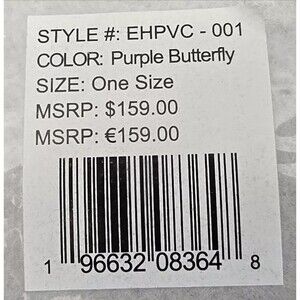 STYLE #: EHPVC - 001
COLOR: Purple Butterfly
SIZE: One Size
MSRP: $159.00
MSRP: €159.00
1 96632 08364 8